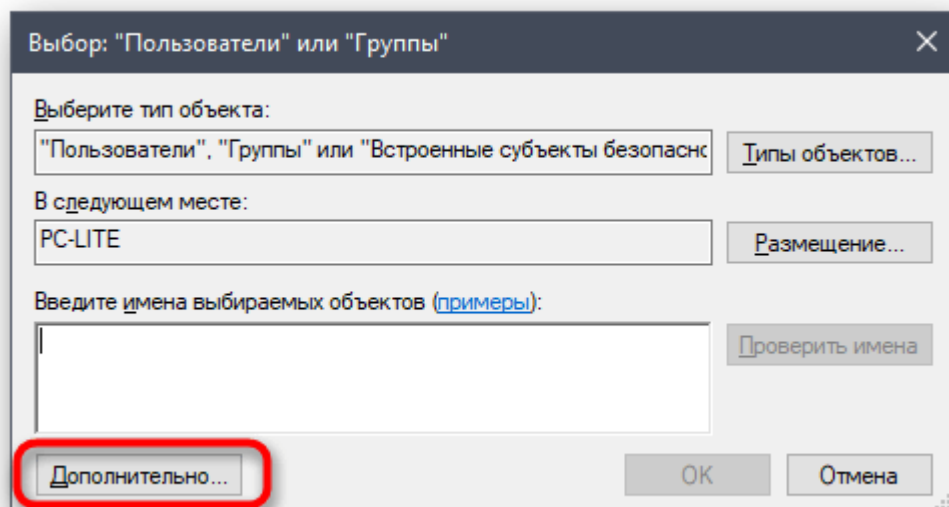 Выбор: "Пользователи" или "Группы"
Выберите тип объекта:
"Пользователи", "Группы" или "Встроенные субъекты безопасно
Типы объектов...
В следующем месте:
PC-LITE
Размещение...
Введите имена выбираемых объектов (примеры):
Проверить имена
Дополнительно...
ОК
Отмена